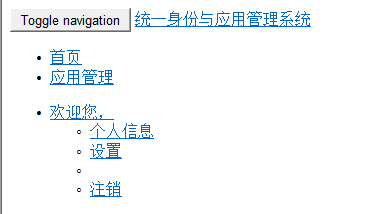 Toggle navigation 统一身份与应用管理系统
首页
应用管理
欢迎您，
个人信息
设置
注销